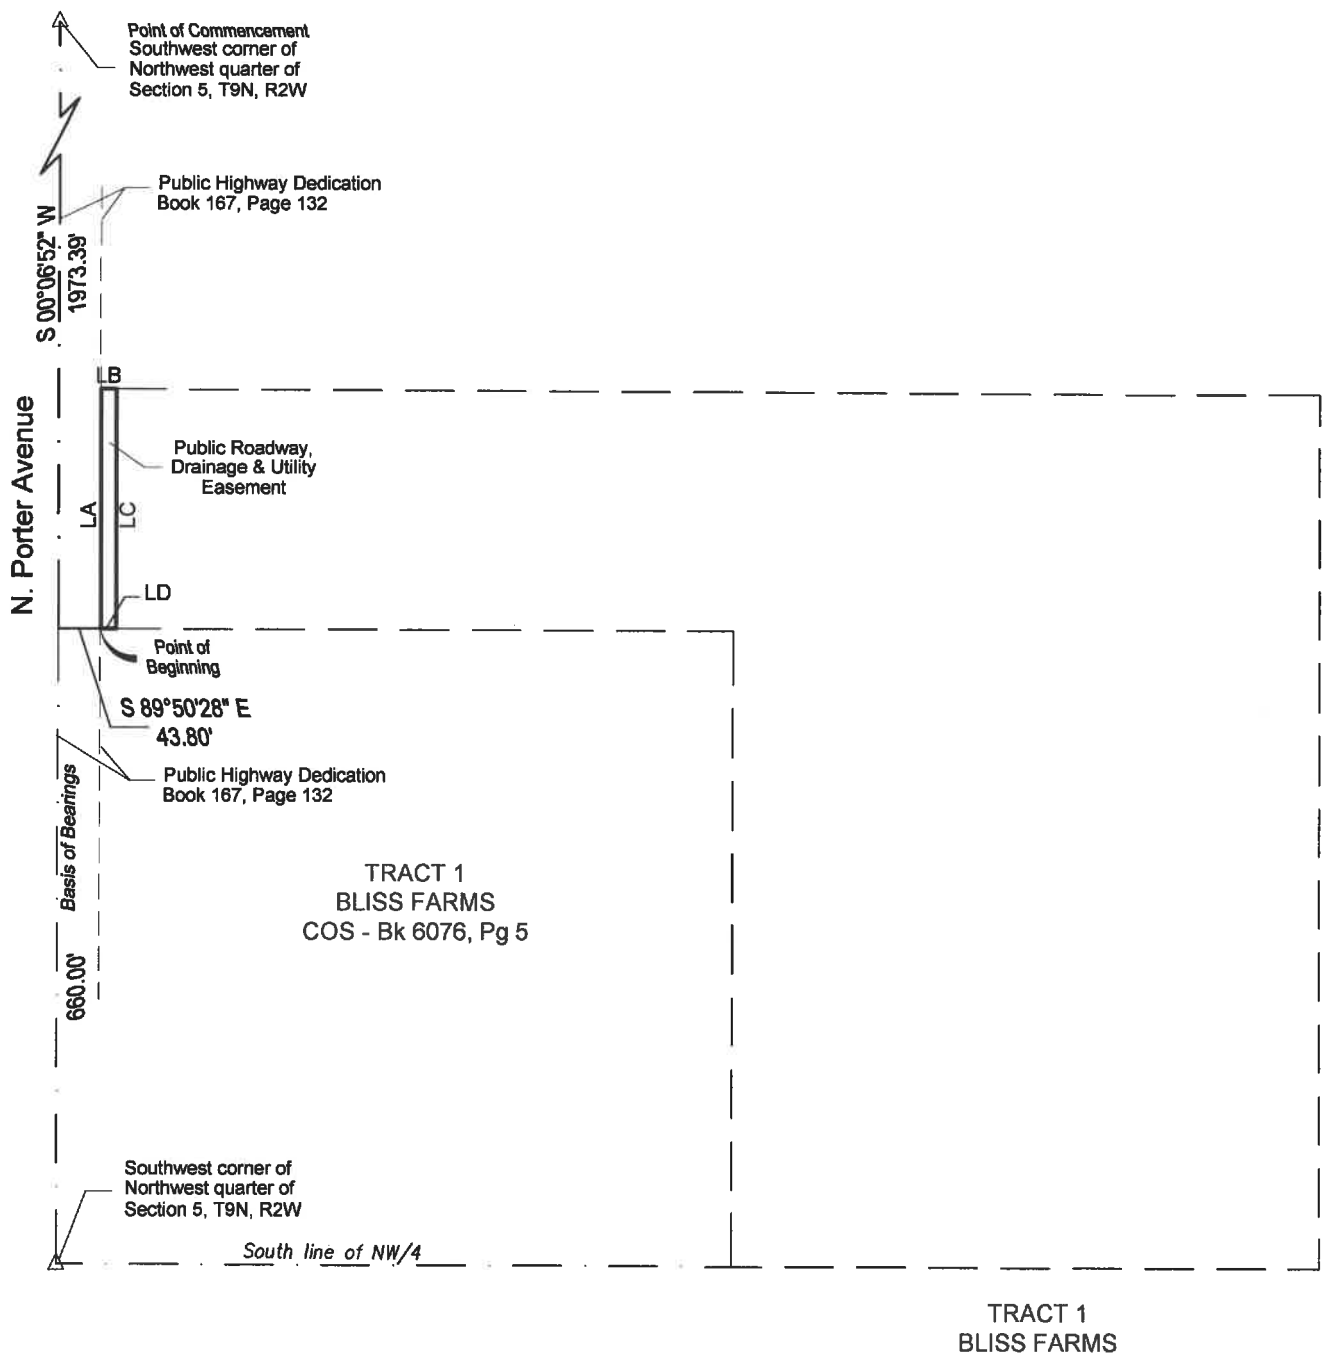 Point of Commencement
Southwest corner of
Northwest quarter of
Section 5, T9N, R2W
Public Highway Dedication
Book 167, Page 132
S 00°06'52" W
1973.39'
LB
N. Porter Avenue
Public Roadway,
Drainage & Utility
Easement
LA
LC
LD
Point of
Beginning
S 89°50'28" E
43.80'
Public Highway Dedication
Book 167, Page 132
Basis of Bearings
660.00'
TRACT 1
BLISS FARMS
COS - Bk 6076, Pg 5
Southwest corner of
Northwest quarter of
Section 5, T9N, R2W
South line of NW/4
TRACT 1
BLISS FARMS